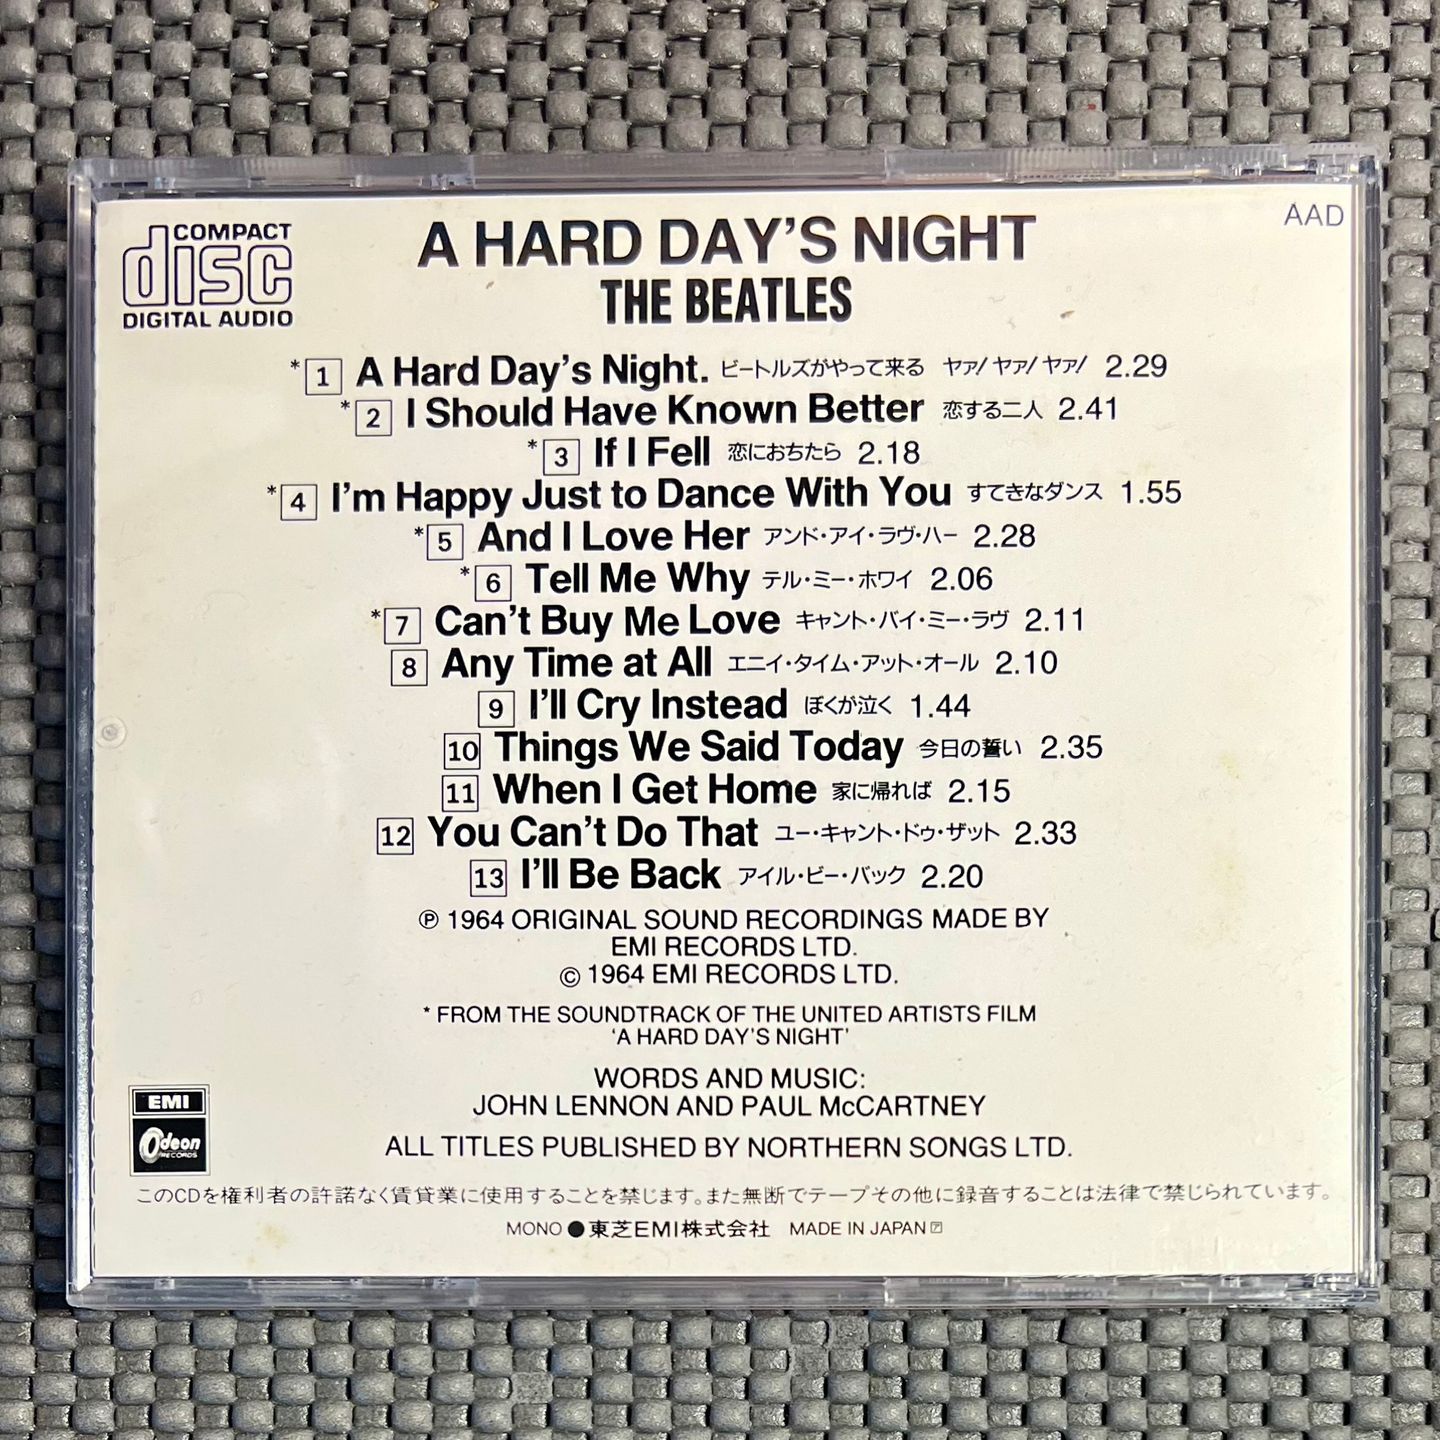 COMPACT
disc
DIGITAL AUDIO
AAD
A HARD DAY'S NIGHT
THE BEATLES
*1 A Hard Day's Night. ビートルズがやって来る ヤァ!ヤァ!ヤァ! 2.29
*2 I Should Have Known Better 恋する二人 2.41
*3 If I Fell 恋におちたら 2.18
*4 I'm Happy Just to Dance With You すてきなダンス 1.55
*5 And I Love Her アンド・アイ・ラヴ・ハー 2.28
*6 Tell Me Why テル・ミー・ホワイ 2.06
*7 Can't Buy Me Love キャント・バイ・ミー・ラヴ 2.11
8 Any Time at All エニイ・タイム・アット・オール 2.10
9 I'll Cry Instead ぼくが泣く 1.44
10 Things We Said Today 今日の誓い 2.35
11 When I Get Home 家に帰れば 2.15
12 You Can't Do That ユー・キャント・ドゥ・ザット 2.33
13 I'll Be Back アイル・ビー・バック 2.20
℗ 1964 ORIGINAL SOUND RECORDINGS MADE BY
EMI RECORDS LTD.
© 1964 EMI RECORDS LTD.
* FROM THE SOUNDTRACK OF THE UNITED ARTISTS FILM
'A HARD DAY'S NIGHT'
WORDS AND MUSIC:
JOHN LENNON AND PAUL McCARTNEY
ALL TITLES PUBLISHED BY NORTHERN SONGS LTD.
EMI
Odeon
RECORDS
このCDを権利者の許諾なく賃貸業に使用することを禁じます。また無断でテープその他に録音することは法律で禁じられています。
MONO ●東芝EMI株式会社 MADE IN JAPAN ア